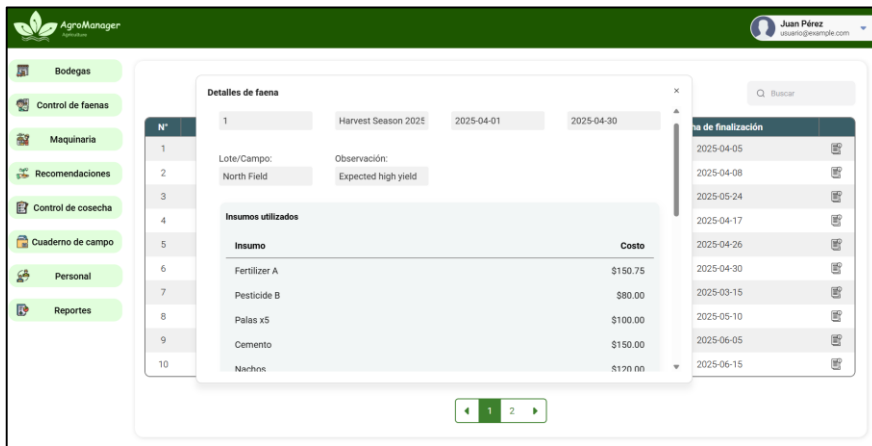 AgroManager
Agriculture
Juan Pérez
usuario@example.com
Bodegas
Control de faenas
Maquinaria
Recomendaciones
Control de cosecha
Cuaderno de campo
Personal
Reportes
Detalles de faena
×
Buscar
1 Harvest Season 2025 2025-04-01 2025-04-30
Lote/Campo: Observación:
North Field Expected high yield
Insumos utilizados
Insumo Costo
Fertilizer A $150.75
Pesticide B $80.00
Palas x5 $100.00
Cemento $150.00
Nachos $120.00
N° ha de finalización
1 2025-04-05
2 2025-04-08
3 2025-05-24
4 2025-04-17
5 2025-04-26
6 2025-04-30
7 2025-03-15
8 2025-05-10
9 2025-06-05
10 2025-06-15
1 2